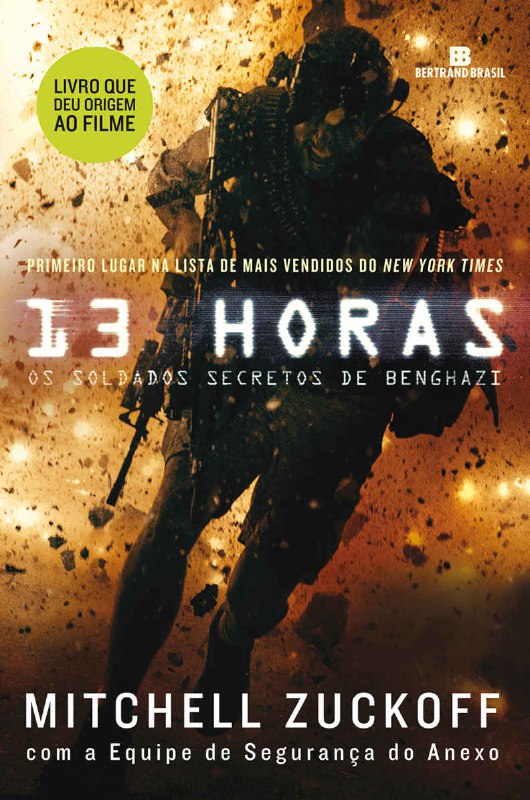 BERTRAND BRASIL
LIVRO QUE
DEU ORIGEM
AO FILME
PRIMEIRO LUGAR NA LISTA DE MAIS VENDIDOS DO NEW YORK TIMES
13 HORAS
OS SOLDADOS SECRETOS DE BENGHAZI
MITCHELL ZUCKOFF
com a Equipe de Segurança do Anexo